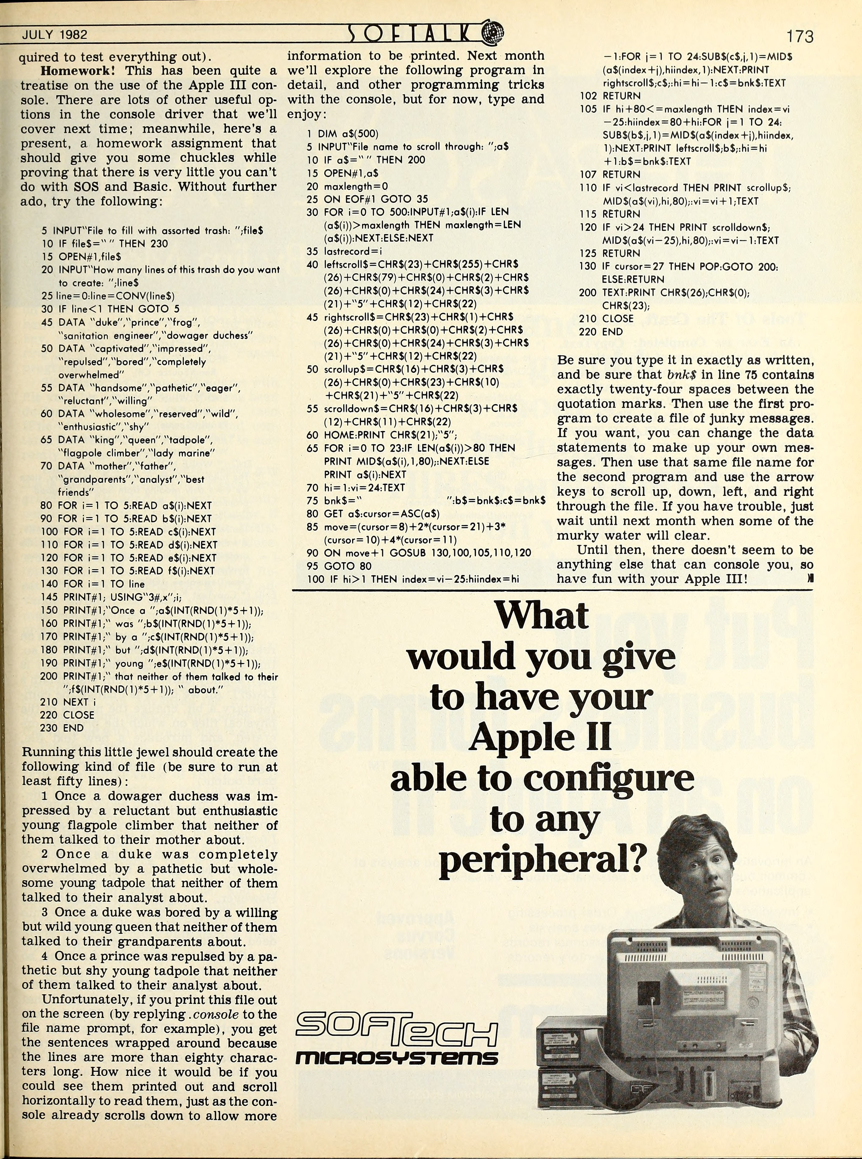 JULY 1982
SOFTALK
173
quired to test everything out).
Homework! This has been quite a
treatise on the use of the Apple III con-
sole. There are lots of other useful op-
tions in the console driver that we'll
cover next time; meanwhile, here's a
present, a homework assignment that
should give you some chuckles while
proving that there is very little you can't
do with SOS and Basic. Without further
ado, try the following:
5 INPUT"File to fill with assorted trash: ";file$
10 IF file$=" " THEN 230
15 OPEN#1,file$
20 INPUT"How many lines of this trash do you want
to create: ";line$
25 line=0:line=CONV(line$)
30 IF line<1 THEN GOTO 5
45 DATA "duke","prince","frog",
"sanitation engineer","dowager duchess"
50 DATA "captivated","impressed",
"repulsed","bored","completely
overwhelmed"
55 DATA "handsome","pathetic","eager",
"reluctant","willing"
60 DATA "wholesome","reserved","wild",
"enthusiastic","shy"
65 DATA "king","queen","tadpole",
"flagpole climber","lady marine"
70 DATA "mother","father",
"grandparents","analyst","best
friends"
80 FOR i=1 TO 5:READ a$(i):NEXT
90 FOR i=1 TO 5:READ b$(i):NEXT
100 FOR i=1 TO 5:READ c$(i):NEXT
110 FOR i=1 TO 5:READ d$(i):NEXT
120 FOR i=1 TO 5:READ e$(i):NEXT
130 FOR i=1 TO 5:READ f$(i):NEXT
140 FOR i=1 TO line
145 PRINT#1; USING"3#,x";i;
150 PRINT#1;"Once a ";a$(INT(RND(1)*5+1));
160 PRINT#1;" was ";b$(INT(RND(1)*5+1));
170 PRINT#1;" by a ";c$(INT(RND(1)*5+1));
180 PRINT#1;" but ";d$(INT(RND(1)*5+1));
190 PRINT#1;" young ";e$(INT(RND(1)*5+1));
200 PRINT#1;" that neither of them talked to their
";f$(INT(RND(1)*5+1)); " about."
210 NEXT i
220 CLOSE
230 END
Running this little jewel should create the
following kind of file (be sure to run at
least fifty lines):
1 Once a dowager duchess was im-
pressed by a reluctant but enthusiastic
young flagpole climber that neither of
them talked to their mother about.
2 Once a duke was completely
overwhelmed by a pathetic but whole-
some young tadpole that neither of them
talked to their analyst about.
3 Once a duke was bored by a willing
but wild young queen that neither of them
talked to their grandparents about.
4 Once a prince was repulsed by a pa-
thetic but shy young tadpole that neither
of them talked to their analyst about.
Unfortunately, if you print this file out
on the screen (by replying .console to the
file name prompt, for example), you get
the sentences wrapped around because
the lines are more than eighty charac-
ters long. How nice it would be if you
could see them printed out and scroll
horizontally to read them, just as the con-
sole already scrolls down to allow more
information to be printed. Next month
we'll explore the following program in
detail, and other programming tricks
with the console, but for now, type and
enjoy:
1 DIM a$(500)
5 INPUT"File name to scroll through: ";a$
10 IF a$=" " THEN 200
15 OPEN#1,a$
20 maxlength=0
25 ON EOF#1 GOTO 35
30 FOR i=0 TO 500:INPUT#1;a$(i):IF LEN
(a$(i))>maxlength THEN maxlength=LEN
(a$(i)):NEXT:ELSE:NEXT
35 lastrecord=i
40 leftscroll$=CHR$(23)+CHR$(255)+CHR$
(26)+CHR$(79)+CHR$(0)+CHR$(2)+CHR$
(26)+CHR$(0)+CHR$(24)+CHR$(3)+CHR$
(21)+"5"+CHR$(12)+CHR$(22)
45 rightscroll$=CHR$(23)+CHR$(1)+CHR$
(26)+CHR$(0)+CHR$(0)+CHR$(2)+CHR$
(26)+CHR$(0)+CHR$(24)+CHR$(3)+CHR$
(21)+"5"+CHR$(12)+CHR$(22)
50 scrollup$=CHR$(16)+CHR$(3)+CHR$
(26)+CHR$(0)+CHR$(23)+CHR$(10)
+CHR$(21)+"5"+CHR$(22)
55 scrolldown$=CHR$(16)+CHR$(3)+CHR$
(12)+CHR$(11)+CHR$(22)
60 HOME:PRINT CHR$(21);"5";
65 FOR i=0 TO 23:IF LEN(a$(i))>80 THEN
PRINT MID$(a$(i),1,80);:NEXT:ELSE
PRINT a$(i):NEXT
70 hi=1:vi=24:TEXT
75 bnk$=" ":b$=bnk$:c$=bnk$
80 GET a$:cursor=ASC(a$)
85 move=(cursor=8)+2*(cursor=21)+3*
(cursor=10)+4*(cursor=11)
90 ON move+1 GOSUB 130,100,105,110,120
95 GOTO 80
100 IF hi>1 THEN index=vi-25:hiindex=hi
-1:FOR j=1 TO 24:SUB$(c$,j,1)=MID$
(a$(index+j),hiindex,1):NEXT:PRINT
rightscroll$;c$;:hi=hi-1:c$=bnk$:TEXT
102 RETURN
105 IF hi+80<=maxlength THEN index=vi
-25:hiindex=80+hi:FOR j=1 TO 24:
SUB$(b$,j,1)=MID$(a$(index+j),hiindex,
1):NEXT:PRINT leftscroll$;b$;:hi=hi
+1:b$=bnk$:TEXT
107 RETURN
110 IF vi<lastrecord THEN PRINT scrollup$;
MID$(a$(vi),hi,80);:vi=vi+1;TEXT
115 RETURN
120 IF vi>24 THEN PRINT scrolldown$;
MID$(a$(vi-25),hi,80);:vi=vi-1:TEXT
125 RETURN
130 IF cursor=27 THEN POP:GOTO 200:
ELSE:RETURN
200 TEXT:PRINT CHR$(26);CHR$(0);
CHR$(23);
210 CLOSE
220 END
Be sure you type it in exactly as written,
and be sure that bnk$ in line 75 contains
exactly twenty-four spaces between the
quotation marks. Then use the first pro-
gram to create a file of junky messages.
If you want, you can change the data
statements to make up your own mes-
sages. Then use that same file name for
the second program and use the arrow
keys to scroll up, down, left, and right
through the file. If you have trouble, just
wait until next month when some of the
murky water will clear.
Until then, there doesn't seem to be
anything else that can console you, so
have fun with your Apple III!
What
would you give
to have your
Apple II
able to configure
to any
peripheral?
SOFTECH
MICROSYSTEMS